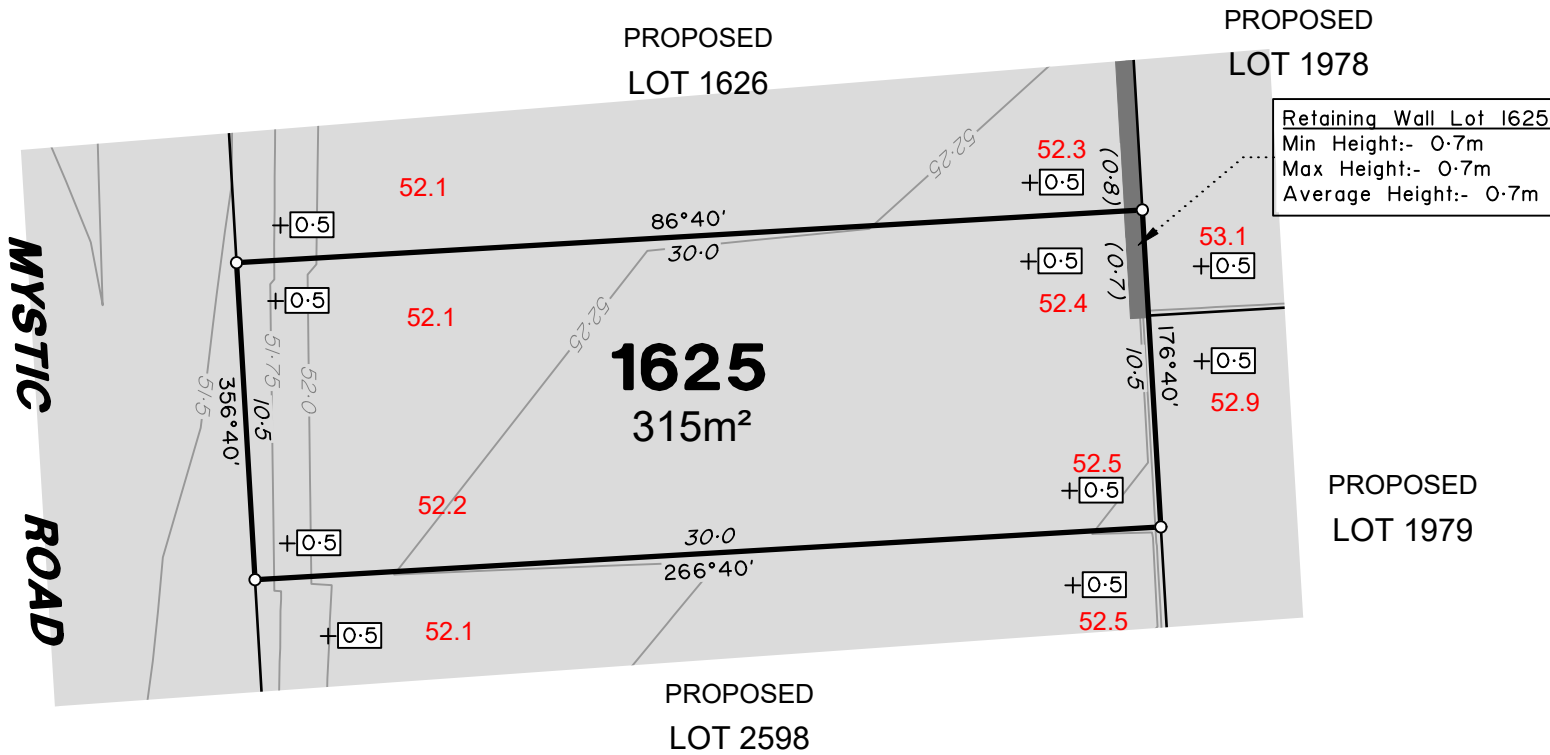 PROPOSED
LOT 1626
PROPOSED
LOT 1978
Retaining Wall Lot 1625
Min Height:- 0·7m
Max Height:- 0·7m
Average Height:- 0·7m
52·25
52.3
+0·5
(0·8)
52.1
+0·5
86°40'
30·0
53.1
+0·5
+0·5
52.4
(0·7)
+0·5
52.1
52·25
51·75
52·0
51·5
356°40'
10·5
1625
315m²
10·5
176°40'
+0·5
52.9
MYSTIC ROAD
52.5
+0·5
52.2
+0·5
30·0
266°40'
PROPOSED
LOT 1979
+0·5
52.5
+0·5
52.1
PROPOSED
LOT 2598